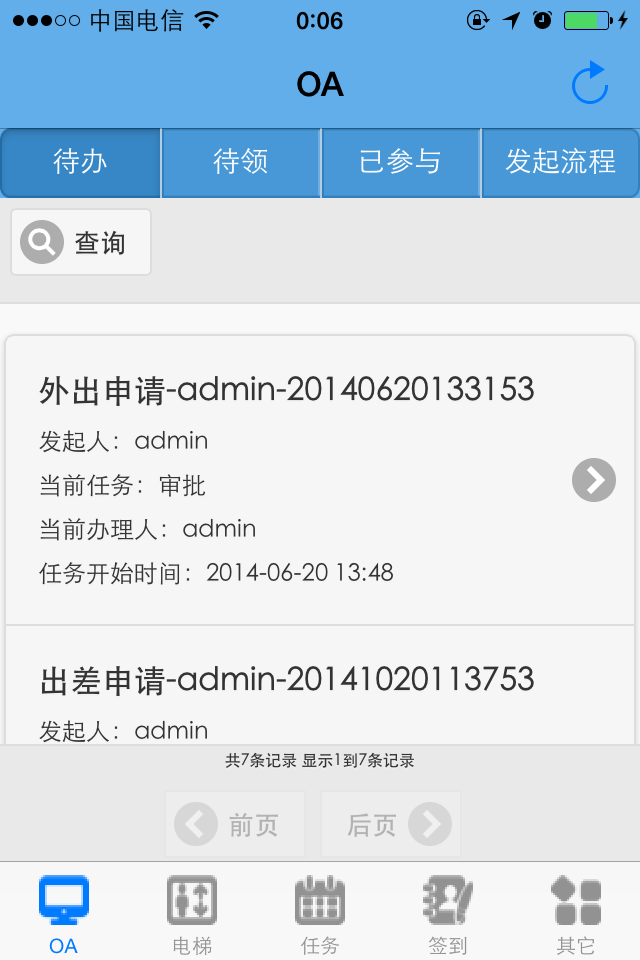 中国电信 0:06
OA
待办 待领 已参与 发起流程
查询
外出申请-admin-20140620133153
发起人：admin
当前任务：审批
当前办理人：admin
任务开始时间：2014-06-20 13:48
出差申请-admin-20141020113753
发起人：admin
共7条记录 显示1到7条记录
前页 后页
OA 电梯 任务 签到 其它